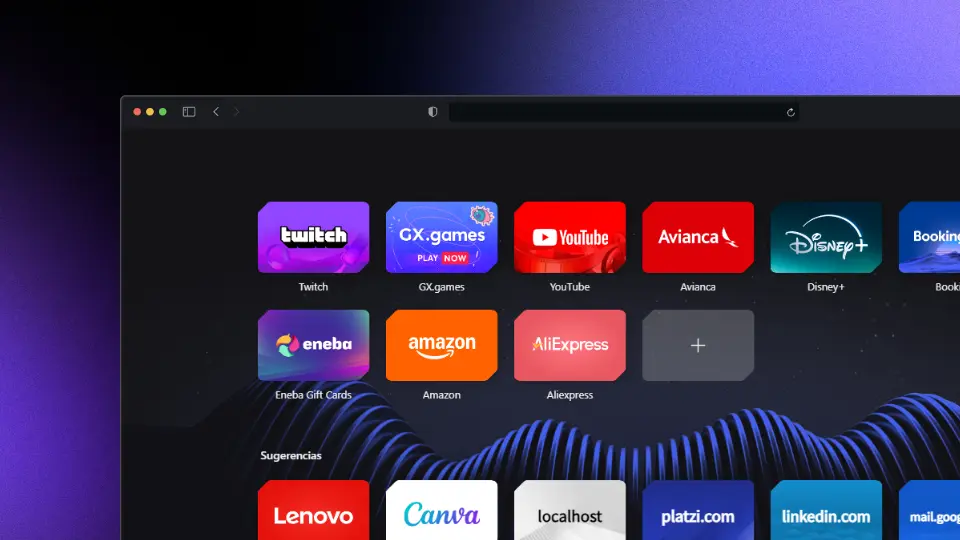 twitch
GX.games
PLAY NOW
YouTube
Avianca
Disney+
Booking
Twitch
GX.games
YouTube
Avianca
Disney+
Booki
eneba
amazon
AliExpress
Eneba Gift Cards
Amazon
Aliexpress
Sugerencias
Lenovo
Canva
localhost
platzi.com
linkedin.com
mail.goog